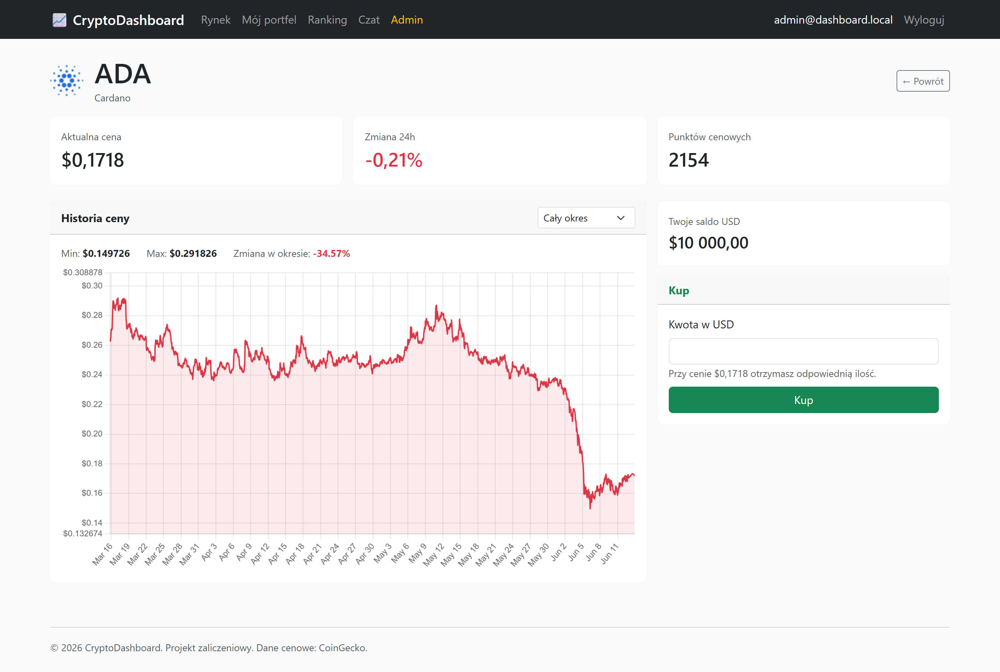 CryptoDashboard Rynek Mój portfel Ranking Czat Admin admin@dashboard.local Wyloguj
ADA
Cardano
← Powrót
Aktualna cena
$0,1718
Zmiana 24h
-0,21%
Punktów cenowych
2154
Historia ceny
Cały okres
Min: $0.149726 Max: $0.291826 Zmiana w okresie: -34.57%
$0.308878
$0.30
$0.28
$0.26
$0.24
$0.22
$0.20
$0.18
$0.16
$0.14
$0.132674
Mar 16 Mar 19 Mar 22 Mar 25 Mar 28 Mar 31 Apr 3 Apr 6 Apr 9 Apr 12 Apr 15 Apr 18 Apr 21 Apr 24 Apr 27 Apr 30 May 3 May 6 May 9 May 12 May 15 May 18 May 21 May 24 May 27 May 30 Jun 2 Jun 5 Jun 8 Jun 11
Twoje saldo USD
$10 000,00
Kup
Kwota w USD
Przy cenie $0,1718 otrzymasz odpowiednią ilość.
Kup
© 2026 CryptoDashboard. Projekt zaliczeniowy. Dane cenowe: CoinGecko.